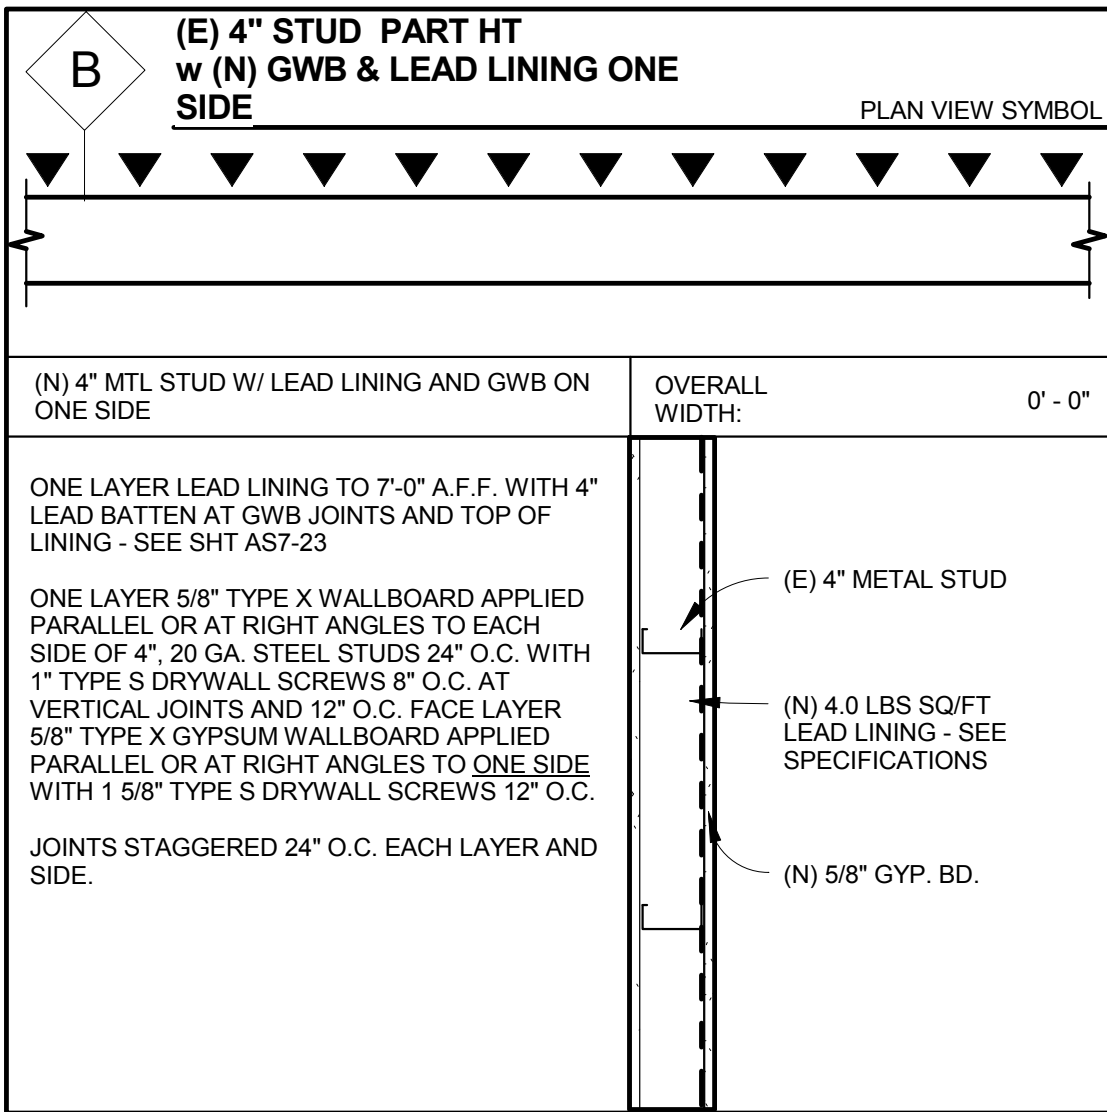 B
(E) 4" STUD PART HT
w (N) GWB & LEAD LINING ONE
SIDE
PLAN VIEW SYMBOL
(N) 4" MTL STUD W/ LEAD LINING AND GWB ON
ONE SIDE
OVERALL
WIDTH:
0' - 0"
ONE LAYER LEAD LINING TO 7'-0" A.F.F. WITH 4"
LEAD BATTEN AT GWB JOINTS AND TOP OF
LINING - SEE SHT AS7-23
ONE LAYER 5/8" TYPE X WALLBOARD APPLIED
PARALLEL OR AT RIGHT ANGLES TO EACH
SIDE OF 4", 20 GA. STEEL STUDS 24" O.C. WITH
1" TYPE S DRYWALL SCREWS 8" O.C. AT
VERTICAL JOINTS AND 12" O.C. FACE LAYER
5/8" TYPE X GYPSUM WALLBOARD APPLIED
PARALLEL OR AT RIGHT ANGLES TO ONE SIDE
WITH 1 5/8" TYPE S DRYWALL SCREWS 12" O.C.
JOINTS STAGGERED 24" O.C. EACH LAYER AND
SIDE.
(E) 4" METAL STUD
(N) 4.0 LBS SQ/FT
LEAD LINING - SEE
SPECIFICATIONS
(N) 5/8" GYP. BD.